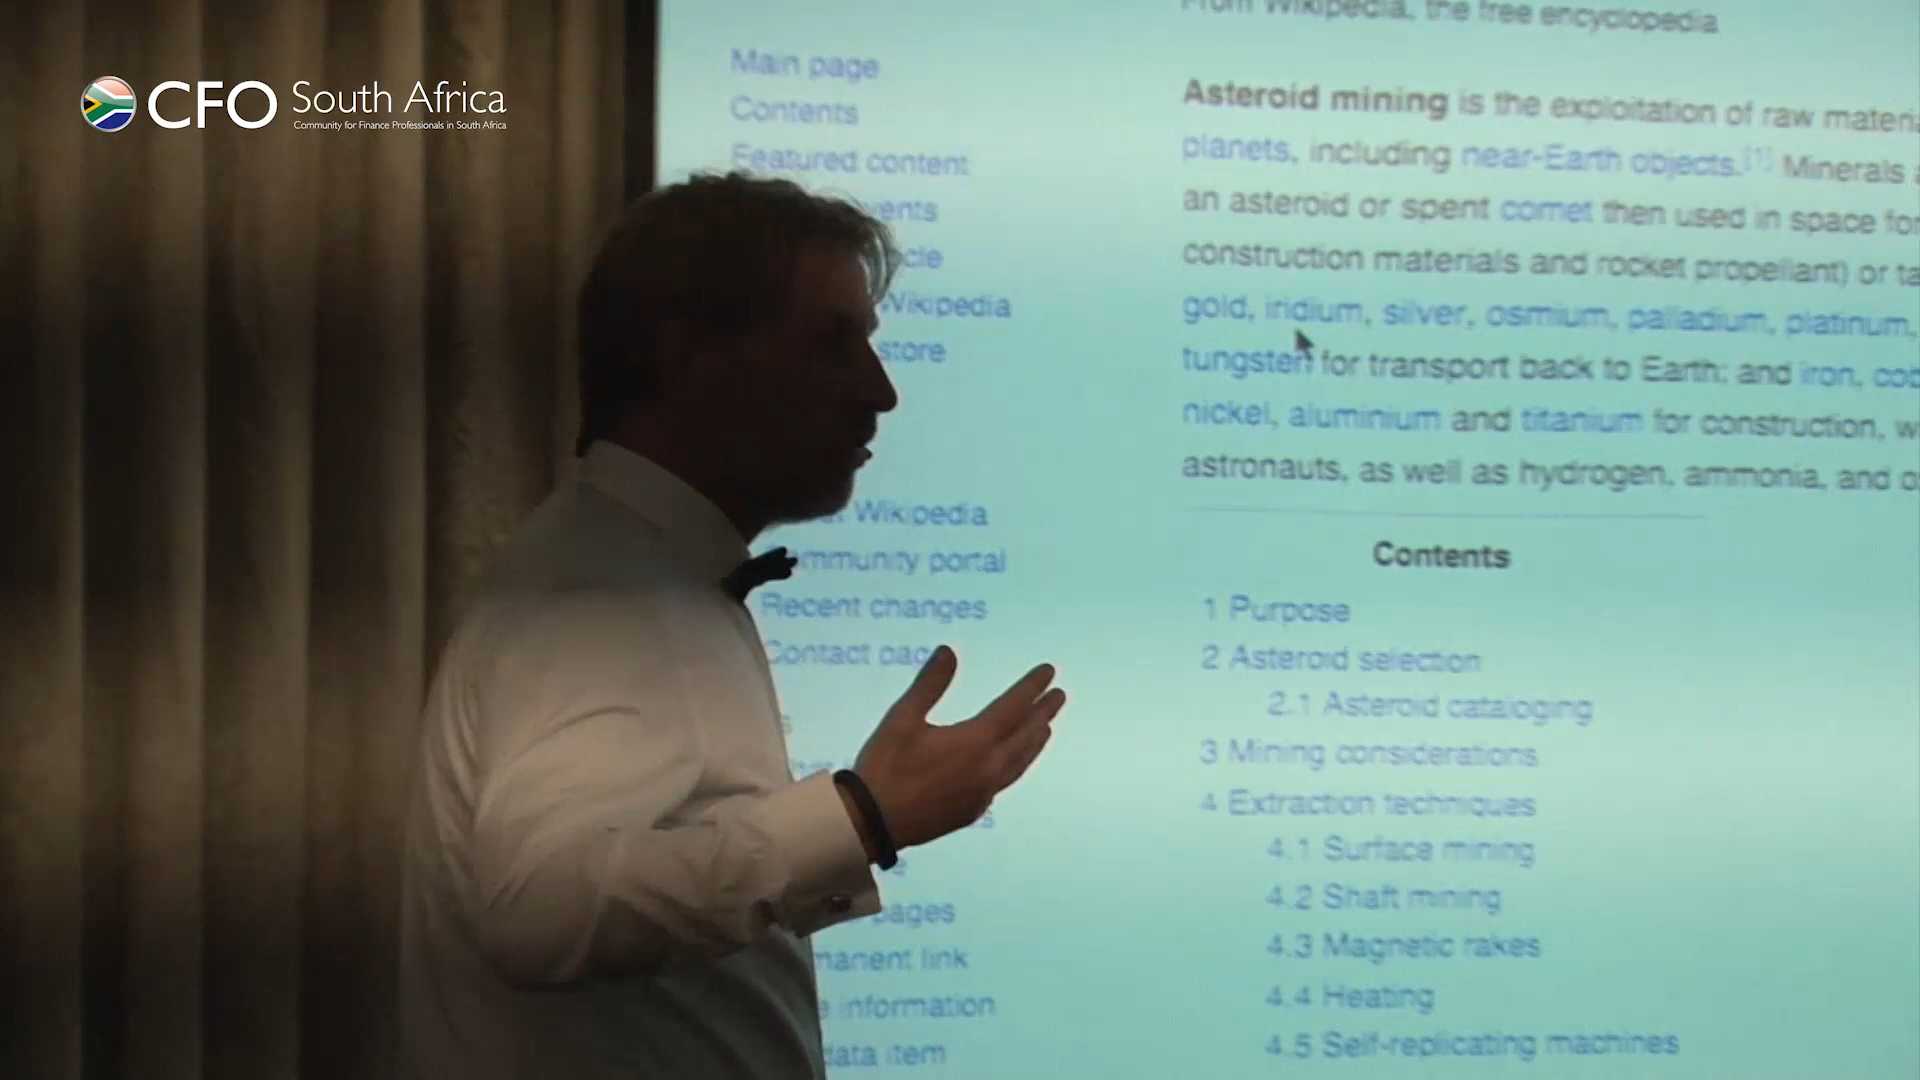 CFO South Africa
Community for Finance Professionals in South Africa
From Wikipedia, the free encyclopedia
Main page
Contents
Featured content
Wikipedia
store
Wikipedia
portal
Recent changes
Contact
pages
link
information
item
Asteroid mining is the exploitation of raw
planets, including near-Earth objects.[1] Minerals
an asteroid or spent comet then used in space
construction materials and rocket propellant) or
gold, iridium, silver, osmium, palladium, platinum,
tungsten for transport back to Earth; and iron,
nickel, aluminium and titanium for construction,
astronauts, as well as hydrogen, ammonia, and
Contents
1 Purpose
2 Asteroid selection
2.1 Asteroid cataloging
3 Mining considerations
4 Extraction techniques
4.1 Surface mining
4.2 Shaft mining
4.3 Magnetic rakes
4.4 Heating
4.5 Self-replicating machines